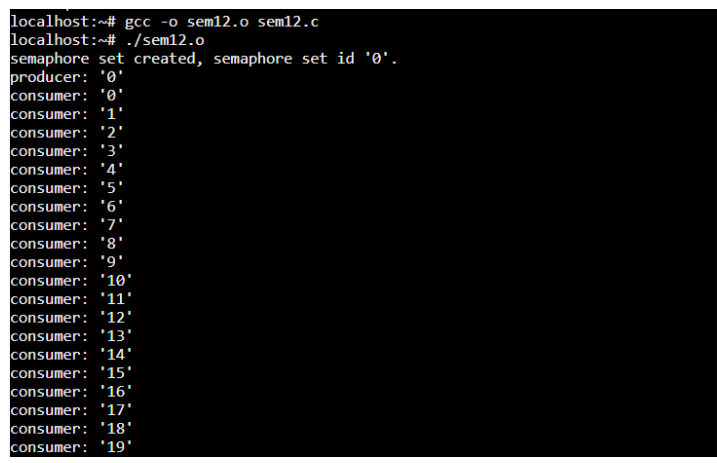 localhost:~# gcc -o sem12.o sem12.c
localhost:~# ./sem12.o
semaphore set created, semaphore set id '0'.
producer: '0'
consumer: '0'
consumer: '1'
consumer: '2'
consumer: '3'
consumer: '4'
consumer: '5'
consumer: '6'
consumer: '7'
consumer: '8'
consumer: '9'
consumer: '10'
consumer: '11'
consumer: '12'
consumer: '13'
consumer: '14'
consumer: '15'
consumer: '16'
consumer: '17'
consumer: '18'
consumer: '19'